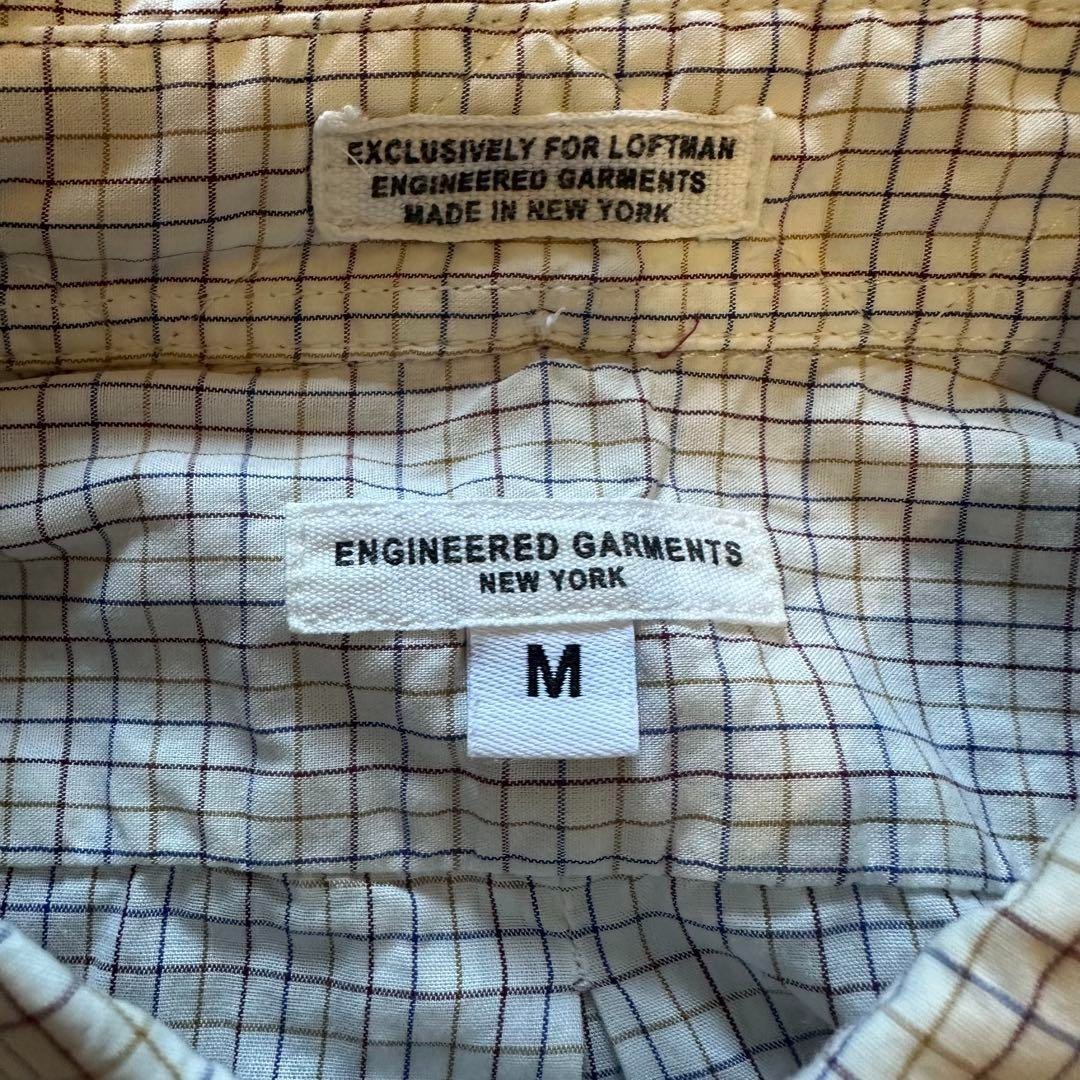 EXCLUSIVELY FOR LOFTMAN
ENGINEERED GARMENTS
MADE IN NEW YORK
ENGINEERED GARMENTS
NEW YORK
M